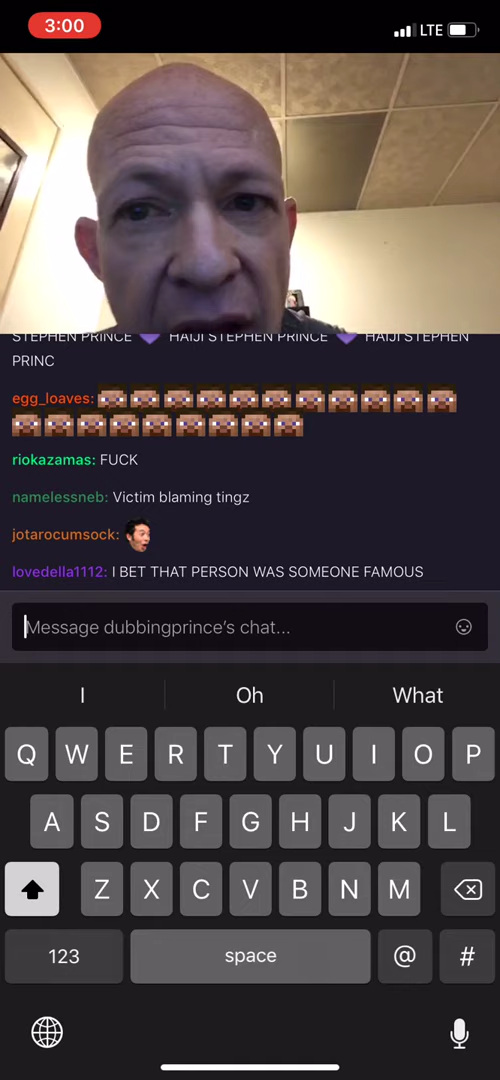 3:00
LTE
STEPHEN PRINCE 💜 HAIJI STEPHEN PRINCE 💜 HAIJI STEPHEN
PRINC
egg_loaves:
riokazamas: FUCK
namelessneb: Victim blaming tingz
jotarocumsock:
lovedella1112: I BET THAT PERSON WAS SOMEONE FAMOUS
Message dubbingprince's chat...
I Oh What
Q W E R T Y U I O P
A S D F G H J K L
Z X C V B N M
123 space @ #